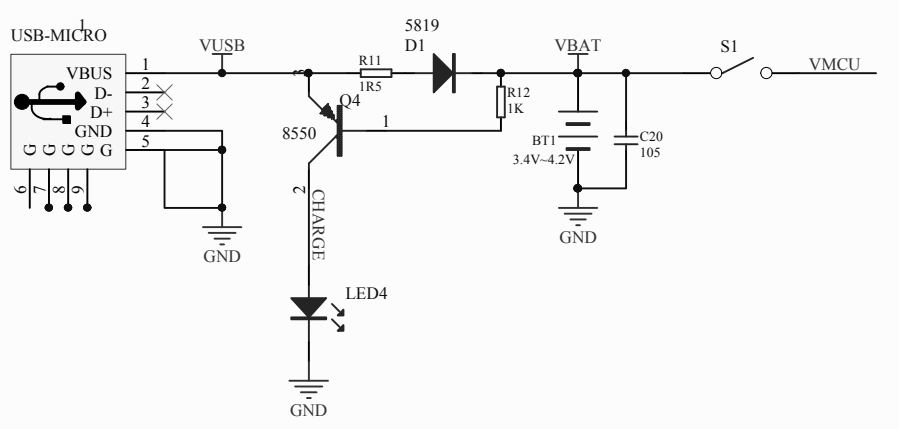 1
USB-MICRO
VBUS
D-
D+
GND
G
G
G
G
G
1
2
3
4
5
6
7
8
9
VUSB
GND
3
R11
1R5
5819
D1
Q4
8550
1
2
CHARGE
LED4
GND
R12
1K
VBAT
BT1
3.4V~4.2V
C20
105
GND
S1
VMCU